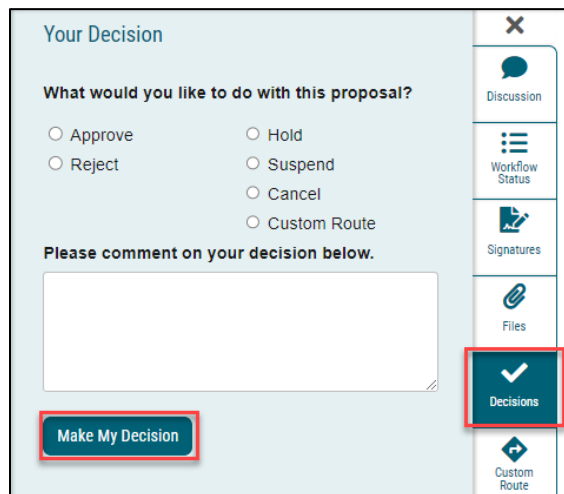 Your Decision
What would you like to do with this proposal?
Approve
Hold
Reject
Suspend
Cancel
Custom Route
Please comment on your decision below.
Make My Decision
Discussion
Workflow
Status
Signatures
Files
Decisions
Custom
Route